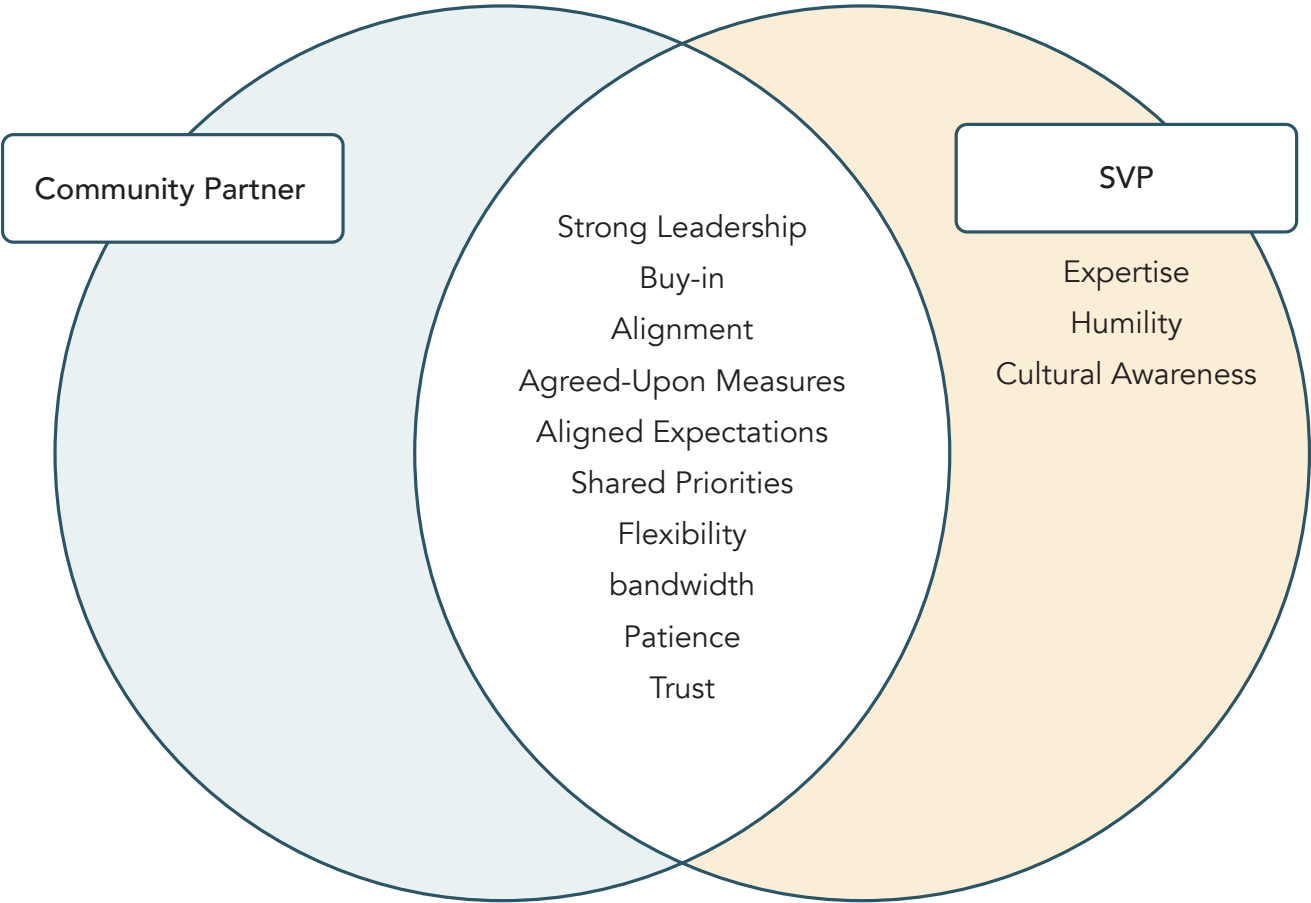 Community Partner
SVP
Strong Leadership
Buy-in
Alignment
Agreed-Upon Measures
Aligned Expectations
Shared Priorities
Flexibility
bandwidth
Patience
Trust
Expertise
Humility
Cultural Awareness